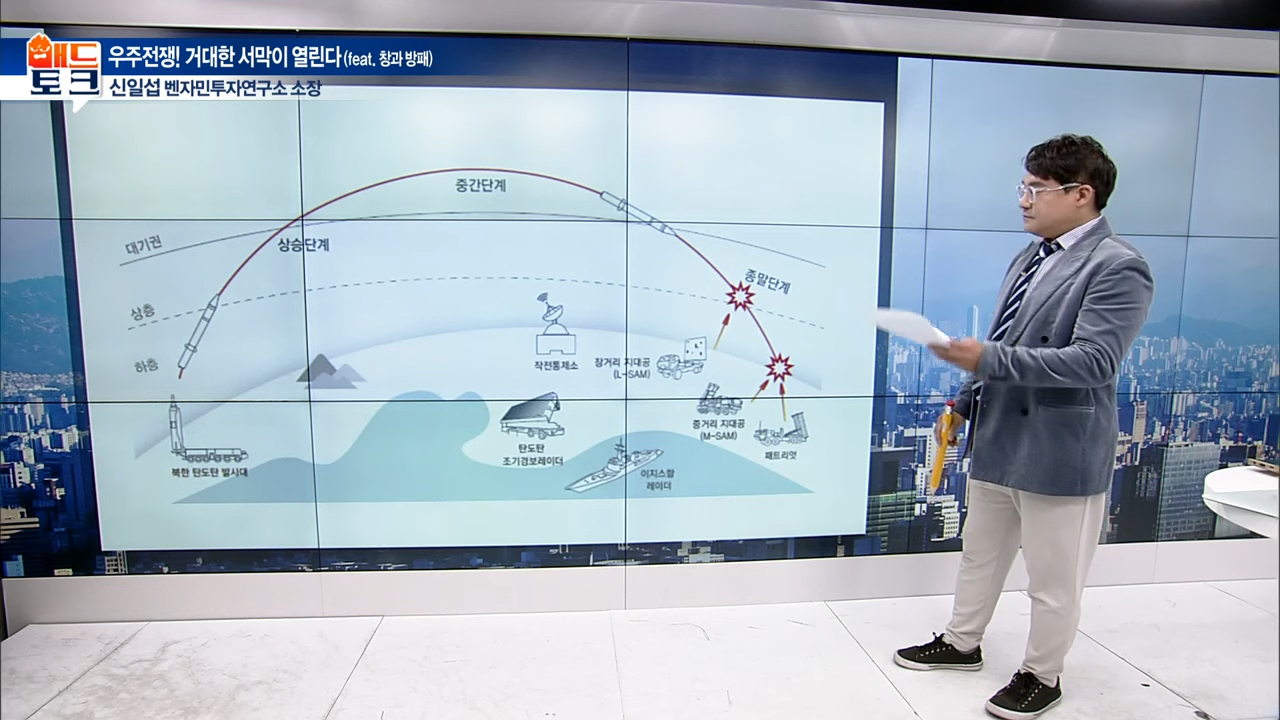 배드
토크
우주전쟁! 거대한 서막이 열린다(feat. 창과 방패)
신일섭 벤자민투자연구소 소장
중간단계
대기권
상승단계
종말단계
상층
하층
작전통제소
장거리 지대공
(L-SAM)
중거리 지대공
(M-SAM)
패트리엇
북한 탄도탄 발사대
탄도탄
조기경보레이더
이지스함
레이더